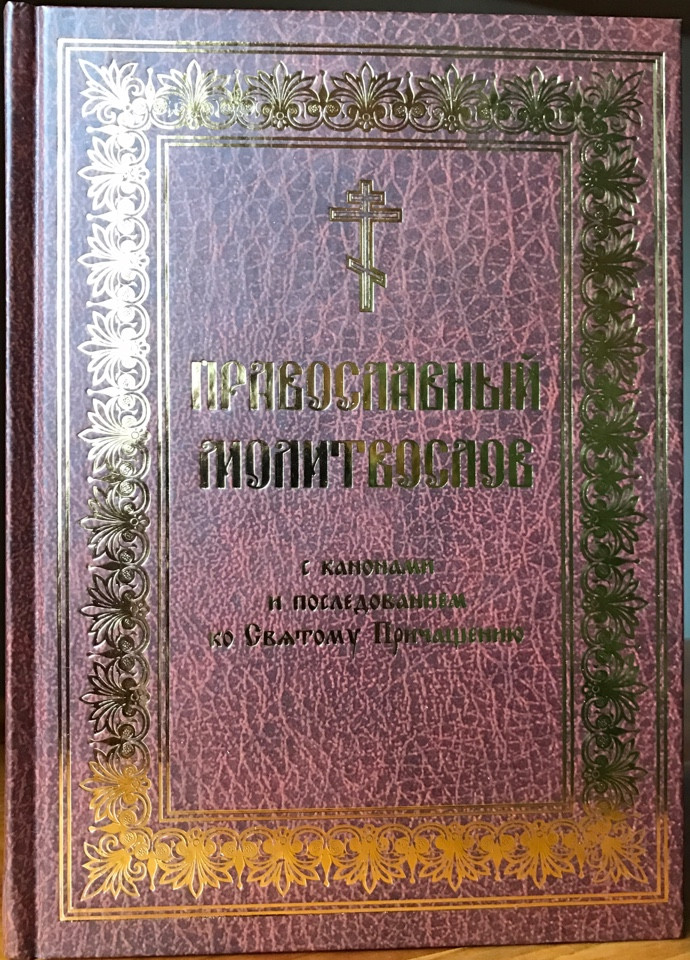 ПРАВОСЛАВНЫЙ
МОЛИТВОСЛОВ
с канонами
и последованием
ко Святому Причащению